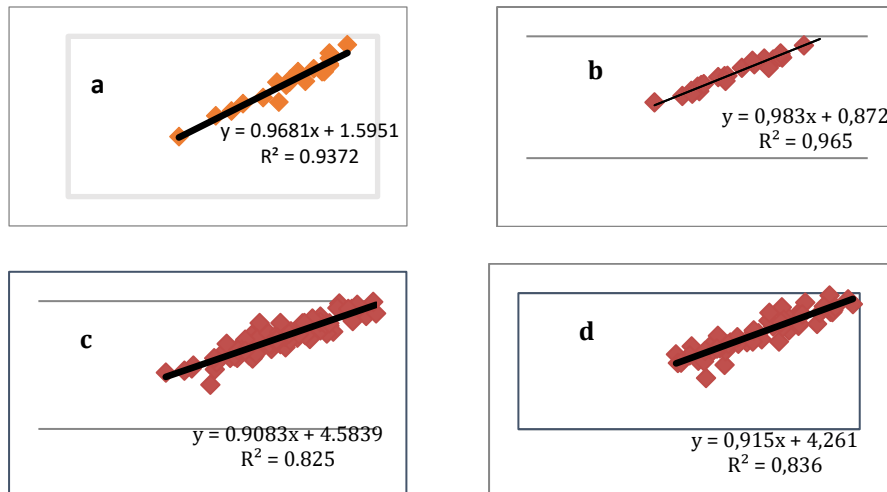 a
y = 0.9681x + 1.5951
R² = 0.9372
b
y = 0,983x + 0,872
R² = 0,965
c
y = 0.9083x + 4.5839
R² = 0.825
d
y = 0,915x + 4,261
R² = 0,836